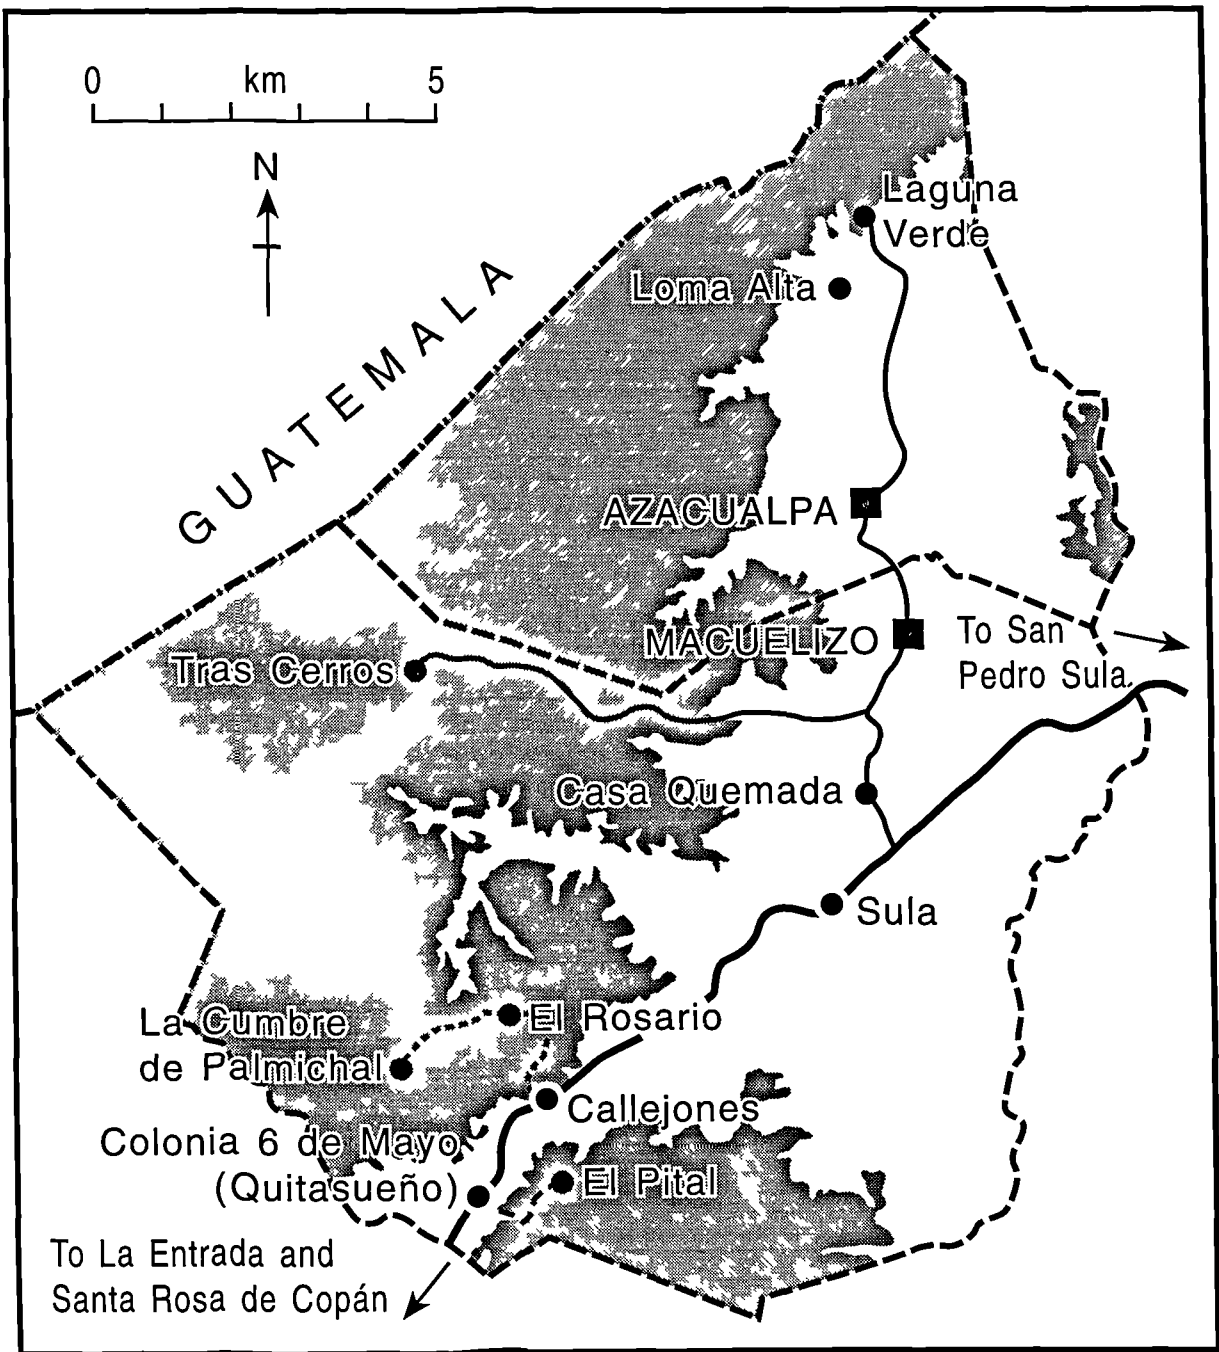 0 km 5
N
Laguna
Verde
Loma Alta
GUATEMALA
AZACUALPA
MACUELIZO
To San
Pedro Sula
Tras Cerros
Casa Quemada
Sula
La Cumbre
de Palmichal
El Rosario
Callejones
Colonia 6 de Mayo
(Quitasueño)
El Pital
To La Entrada and
Santa Rosa de Copán